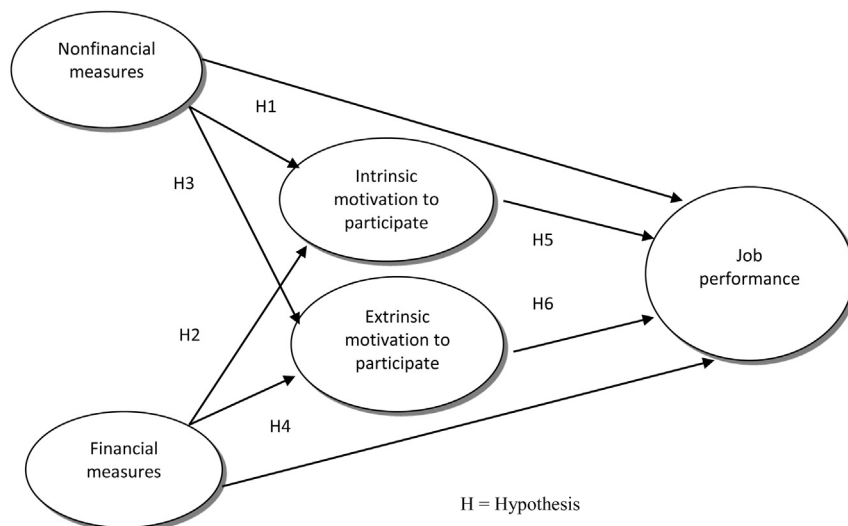 Nonfinancial
measures
H1
H3
Intrinsic
motivation to
participate
H5
Job
performance
H6
H2
Extrinsic
motivation to
participate
H4
Financial
measures
H = Hypothesis